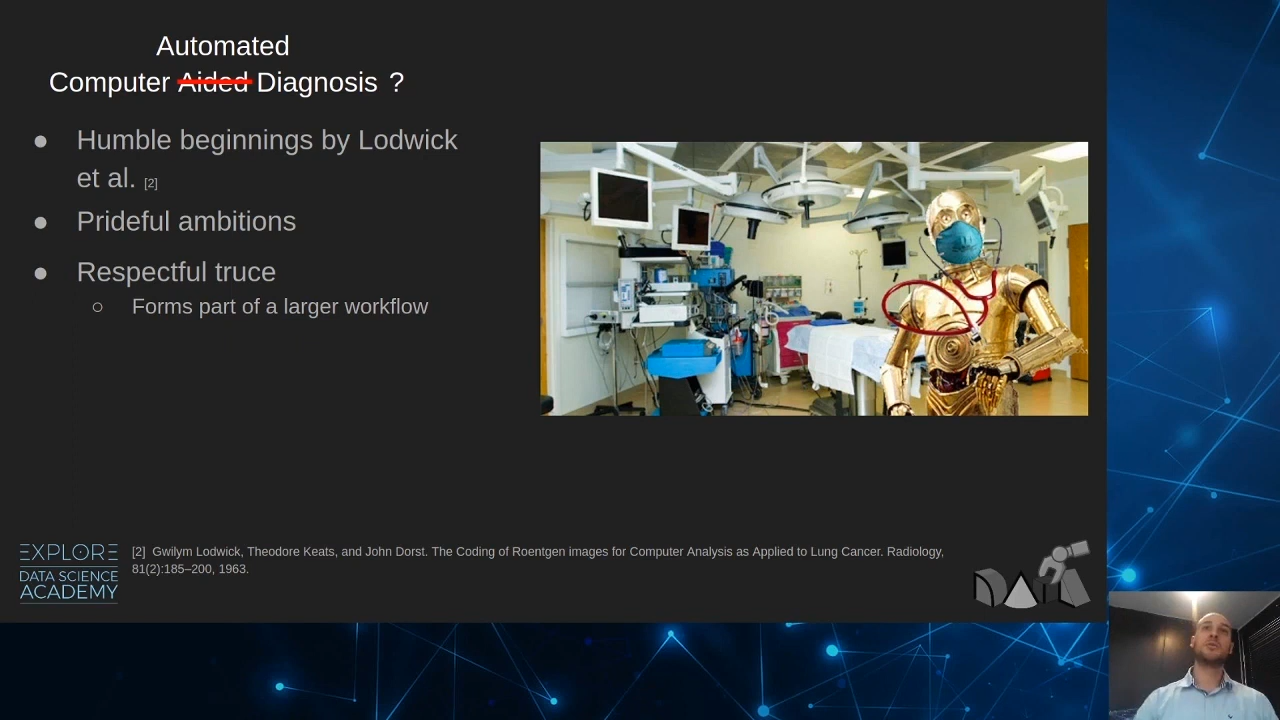 Automated
Computer Aided Diagnosis ?
● Humble beginnings by Lodwick
et al. [2]
● Prideful ambitions
● Respectful truce
○ Forms part of a larger workflow
EXPLORE
DATA SCIENCE
ACADEMY
[2] Gwilym Lodwick, Theodore Keats, and John Dorst. The Coding of Roentgen images for Computer Analysis as Applied to Lung Cancer. Radiology,
81(2):185–200, 1963.